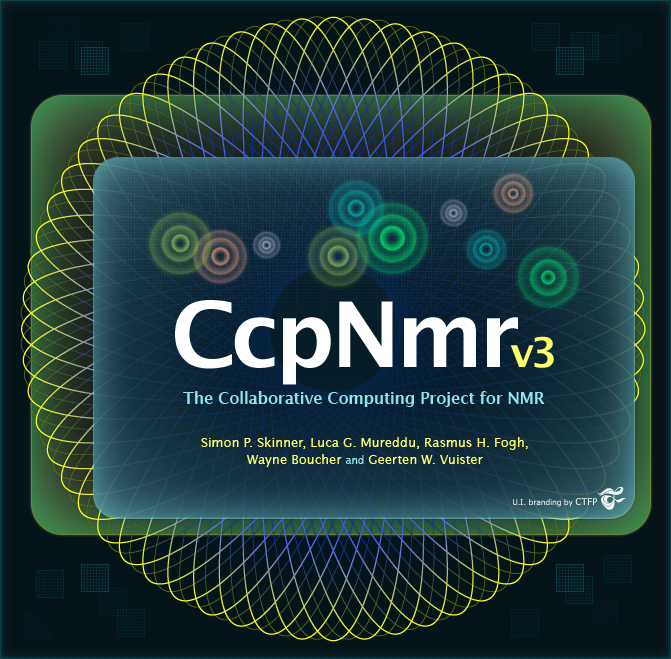 CcpNmr v3
The Collaborative Computing Project for NMR
Simon P. Skinner, Luca G. Mureddu, Rasmus H. Fogh,
Wayne Boucher and Geerten W. Vuister
U.I. branding by CTFP